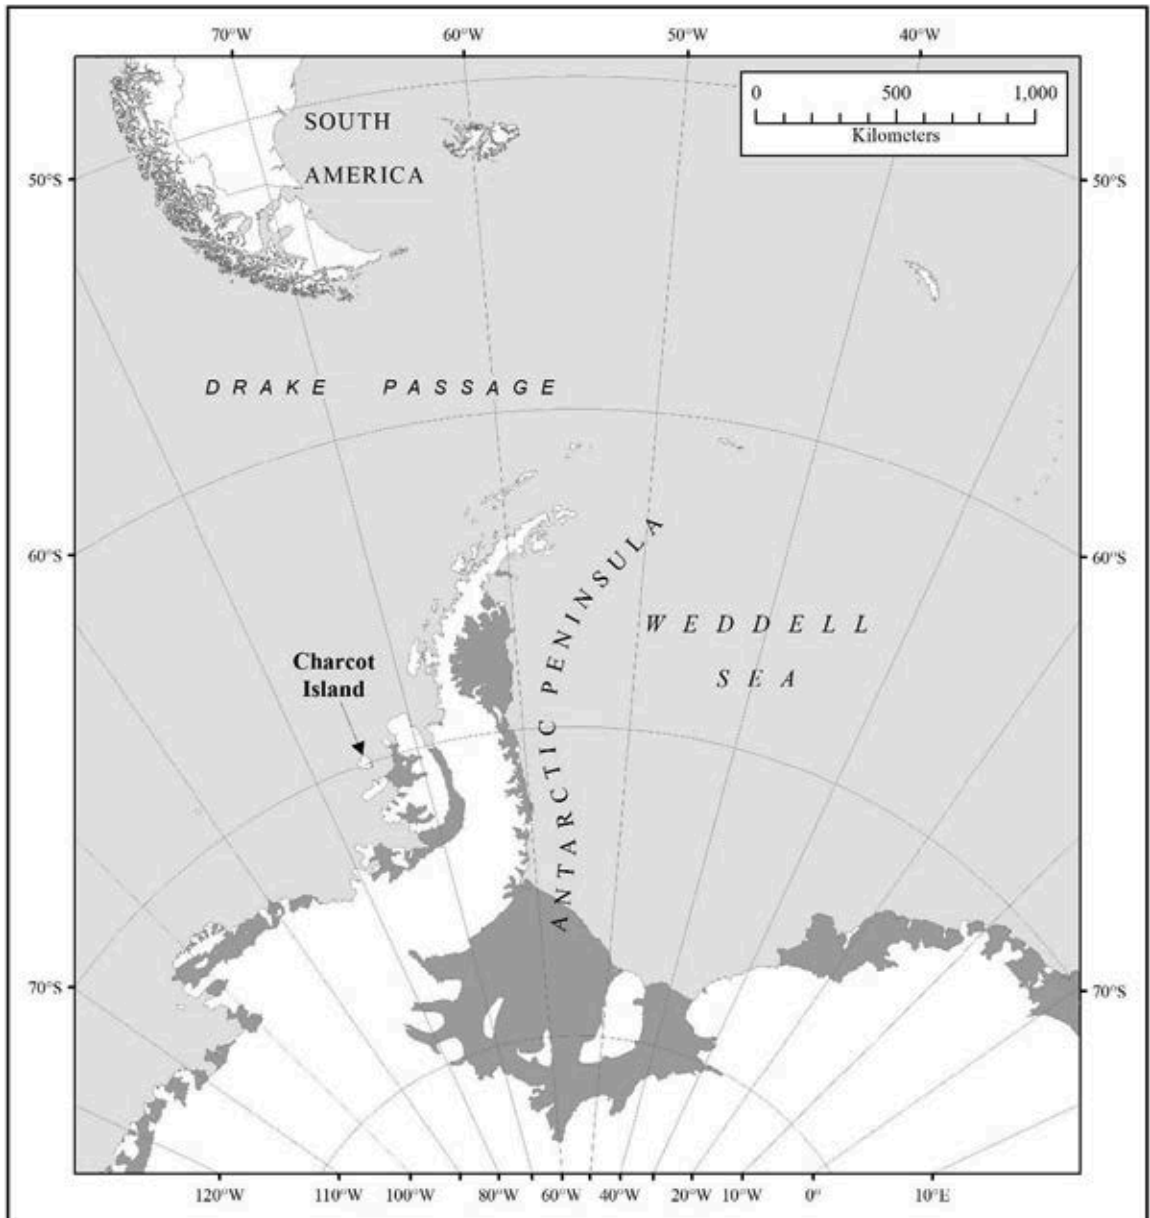 70°W 60°W 50°W 40°W
0 500 1,000
Kilometers
SOUTH
AMERICA
50°S 50°S
DRAKE PASSAGE
60°S 60°S
ANTARCTIC PENINSULA
WEDDELL
SEA
Charcot
Island
70°S 70°S
120°W 110°W 100°W 80°W 60°W 40°W 20°W 10°W 0° 10°E